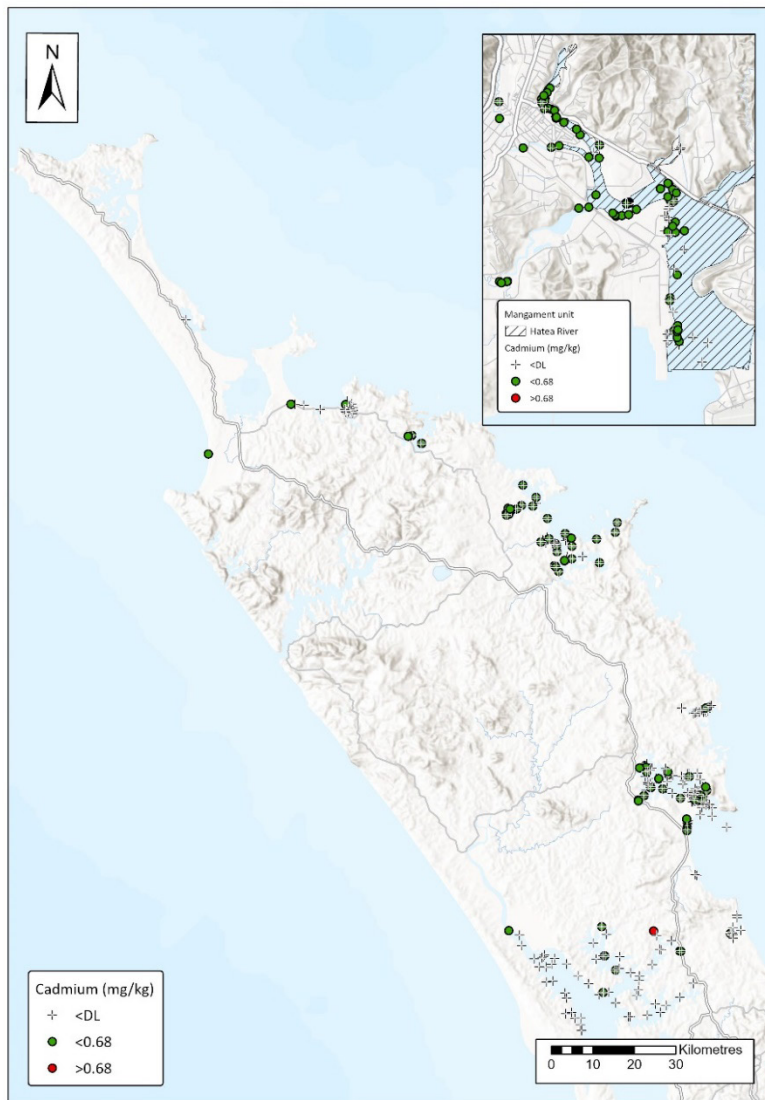 N
Mangament unit
Hatea River
Cadmium (mg/kg)
<DL
<0.68
>0.68
Cadmium (mg/kg)
<DL
<0.68
>0.68
Kilometres
0 5 10 20 30